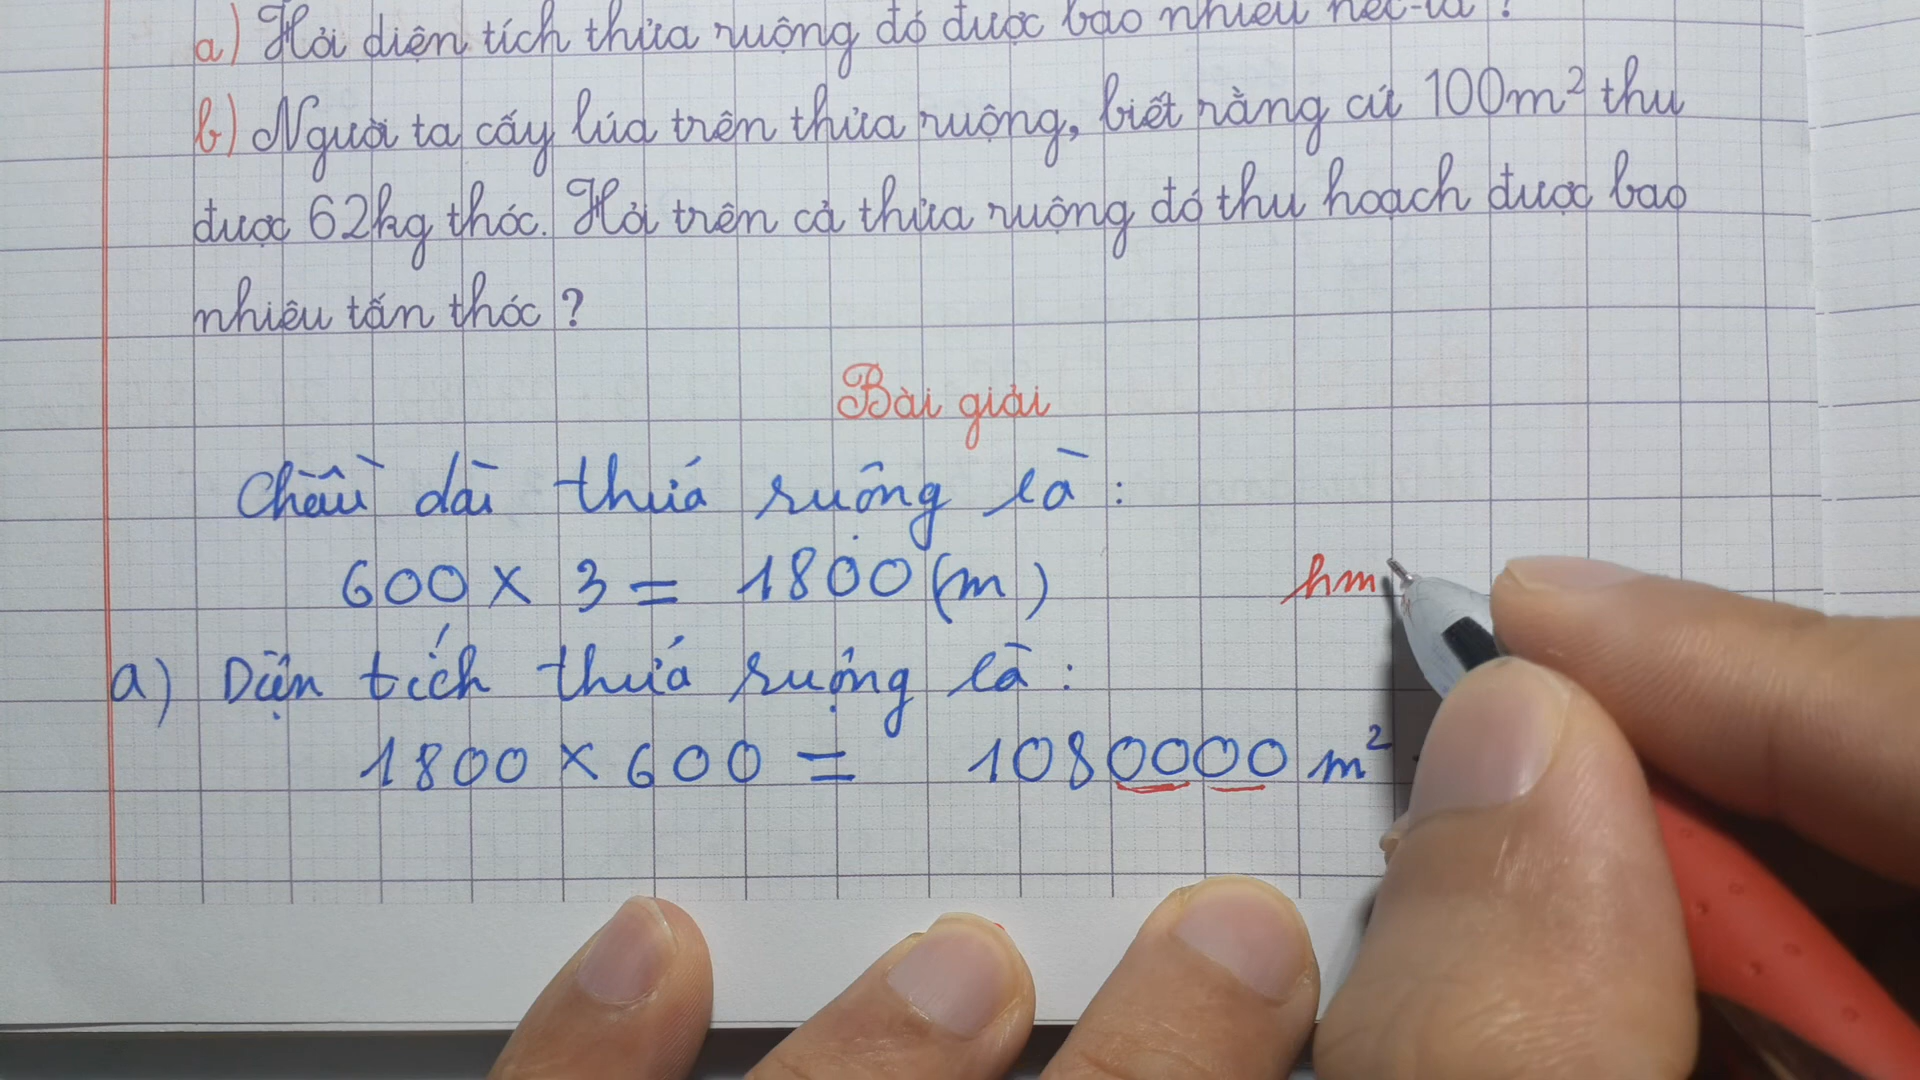 a) Hỏi diện tích thửa ruộng đó được bao nhiêu héc-ta ?
b) Người ta cấy lúa trên thửa ruộng, biết rằng cứ 100m² thu
được 62kg thóc. Hỏi trên cả thửa ruộng đó thu hoạch được bao
nhiêu tấn thóc ?
Bài giải
Chiều dài thửa ruộng là :
600 × 3 = 1800 (m)
hm
a) Diện tích thửa ruộng là :
1800 × 600 = 1080000 m²